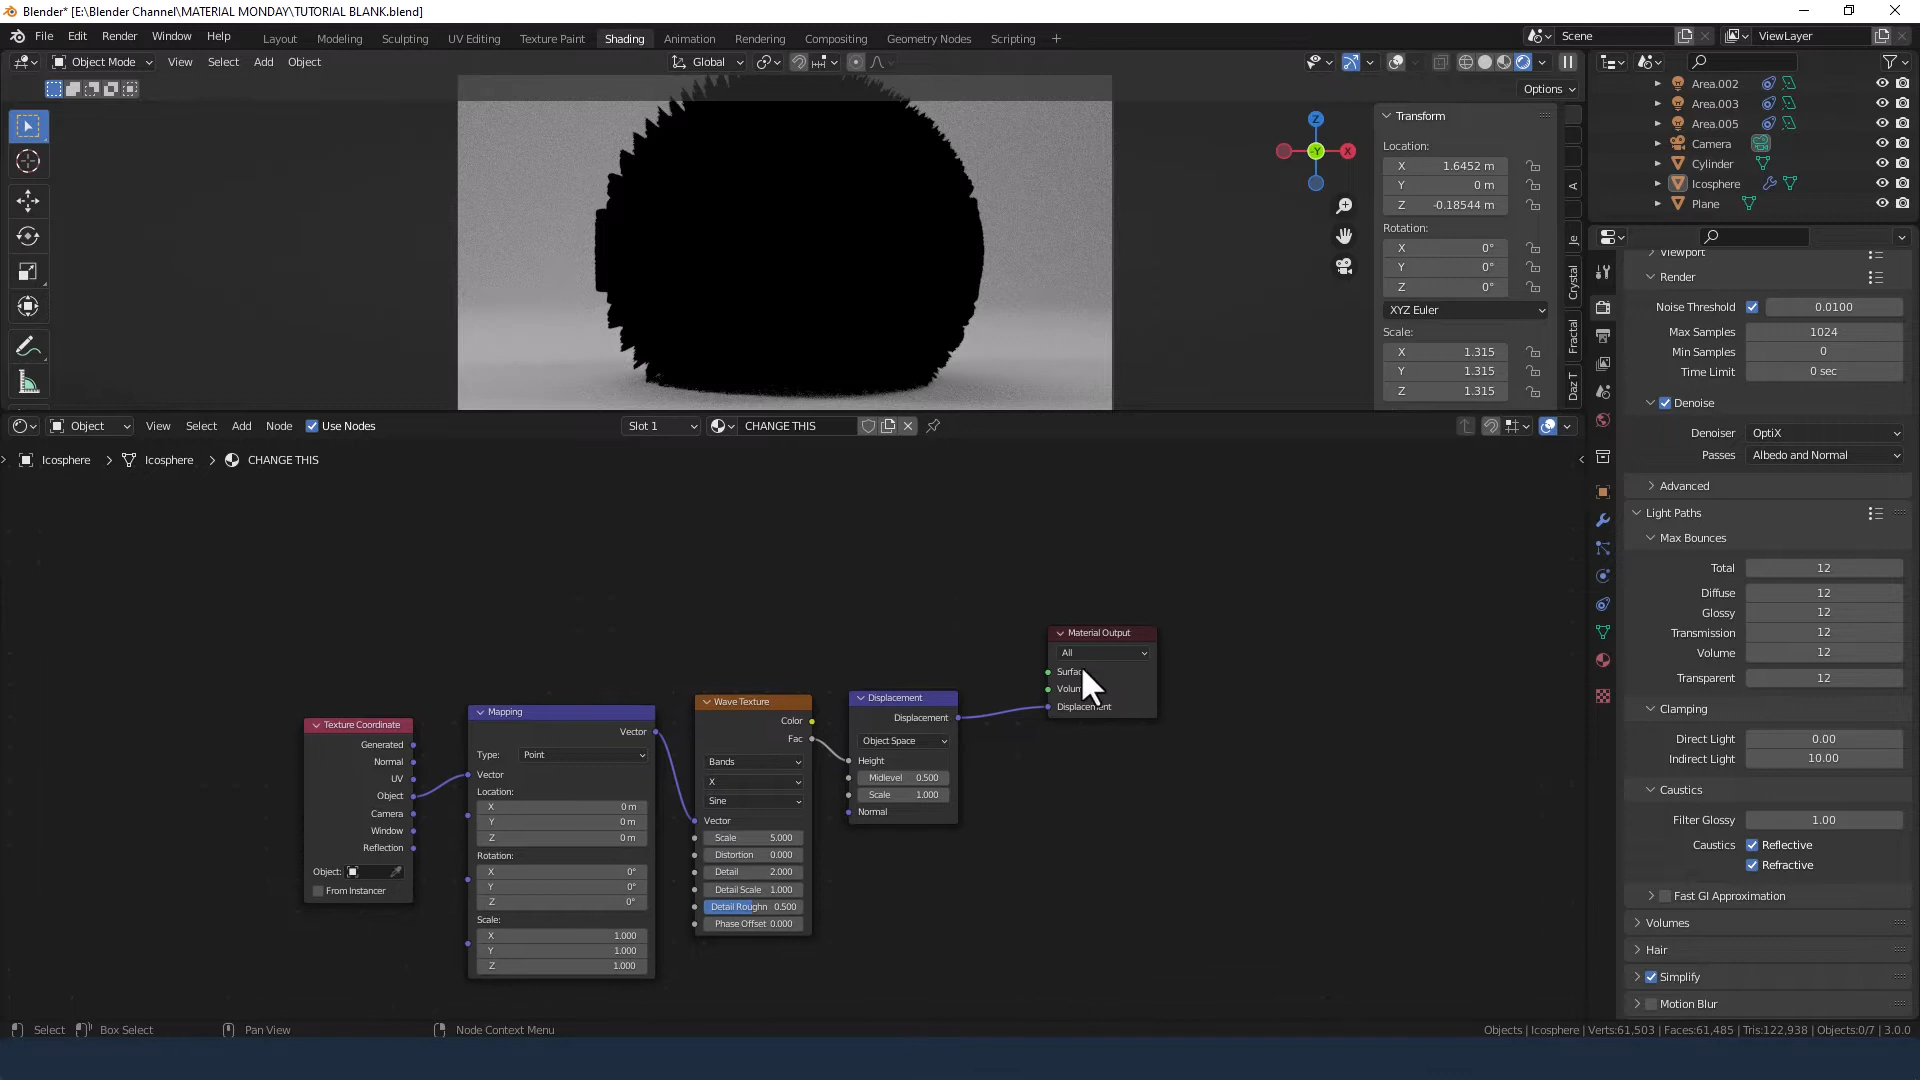 Blender* [E:\Blender Channel\MATERIAL MONDAY\TUTORIAL BLANK.blend]
File Edit Render Window Help Layout Modeling Sculpting UV Editing Texture Paint Shading Animation Rendering Compositing Geometry Nodes Scripting + Scene ViewLayer
Object Mode View Select Add Object Global
Options
Area.002
Area.003
Area.005
Camera
Cylinder
Icosphere
Plane
Z
-Y
X
Transform
Location:
X 1.6452 m
Y 0 m
Z -0.18544 m
Rotation:
X 0°
Y 0°
Z 0°
XYZ Euler
Scale:
X 1.315
Y 1.315
Z 1.315
A
Je
Crystal
Fractal
Daz T
Viewport
Render
Noise Threshold 0.0100
Max Samples 1024
Min Samples 0
Time Limit 0 sec
Denoise
Denoiser OptiX
Passes Albedo and Normal
Advanced
Light Paths
Max Bounces
Total 12
Diffuse 12
Glossy 12
Transmission 12
Volume 12
Transparent 12
Clamping
Direct Light 0.00
Indirect Light 10.00
Caustics
Filter Glossy 1.00
Caustics Reflective
Refractive
Fast GI Approximation
Volumes
Hair
Simplify
Motion Blur
Object View Select Add Node Use Nodes Slot 1 CHANGE THIS
Icosphere Icosphere CHANGE THIS
Texture Coordinate
Generated
Normal
UV
Object
Camera
Window
Reflection
Object:
From Instancer
Mapping
Vector
Type: Point
Vector
Location:
X 0 m
Y 0 m
Z 0 m
Rotation:
X 0°
Y 0°
Z 0°
Scale:
X 1.000
Y 1.000
Z 1.000
Wave Texture
Color
Fac
Bands
X
Sine
Vector
Scale 5.000
Distortion 0.000
Detail 2.000
Detail Scale 1.000
Detail Roughn 0.500
Phase Offset 0.000
Displacement
Displacement
Object Space
Height
Midlevel 0.500
Scale 1.000
Normal
Material Output
All
Displacement
Select Box Select Pan View Node Context Menu
Objects | Icosphere | Verts:61,503 | Faces:61,485 | Tris:122,938 | Objects:0/7 | 3.0.0